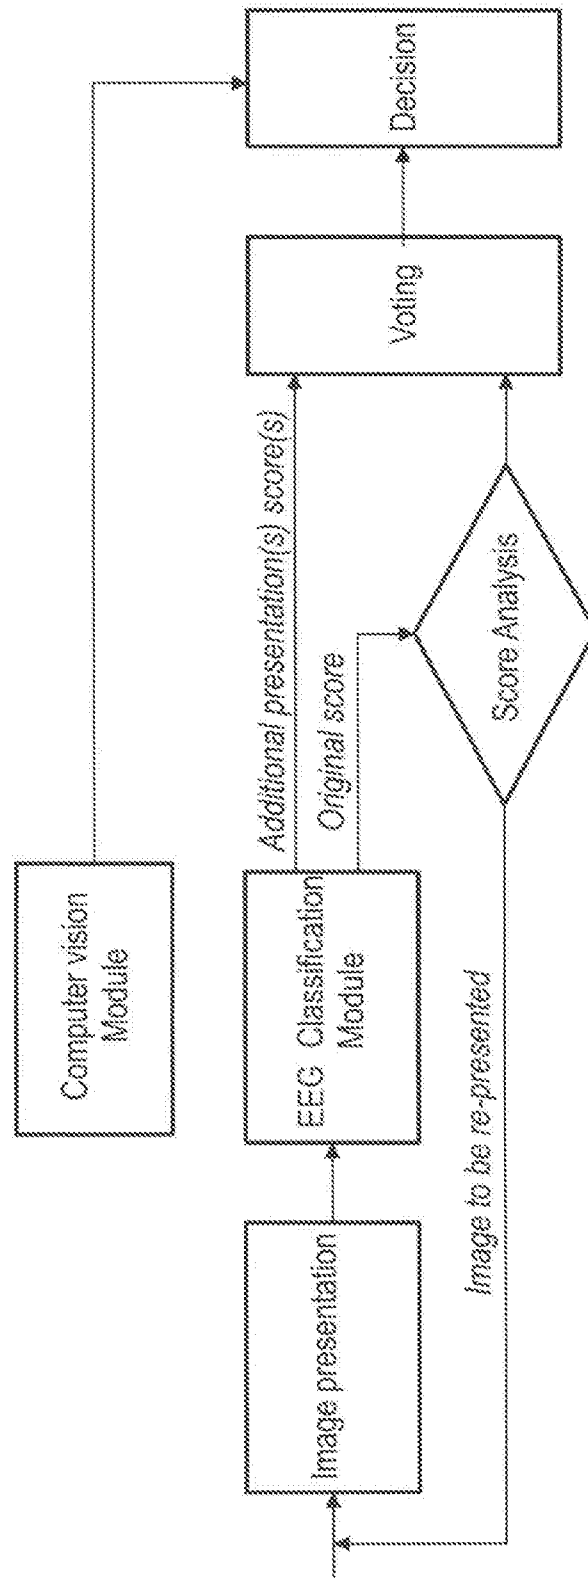 Computer vision
Module
Image presentation
EEG Classification
Module
Additional presentation(s) score(s)
Original score
Score Analysis
Image to be re-presented
Voting
Decision